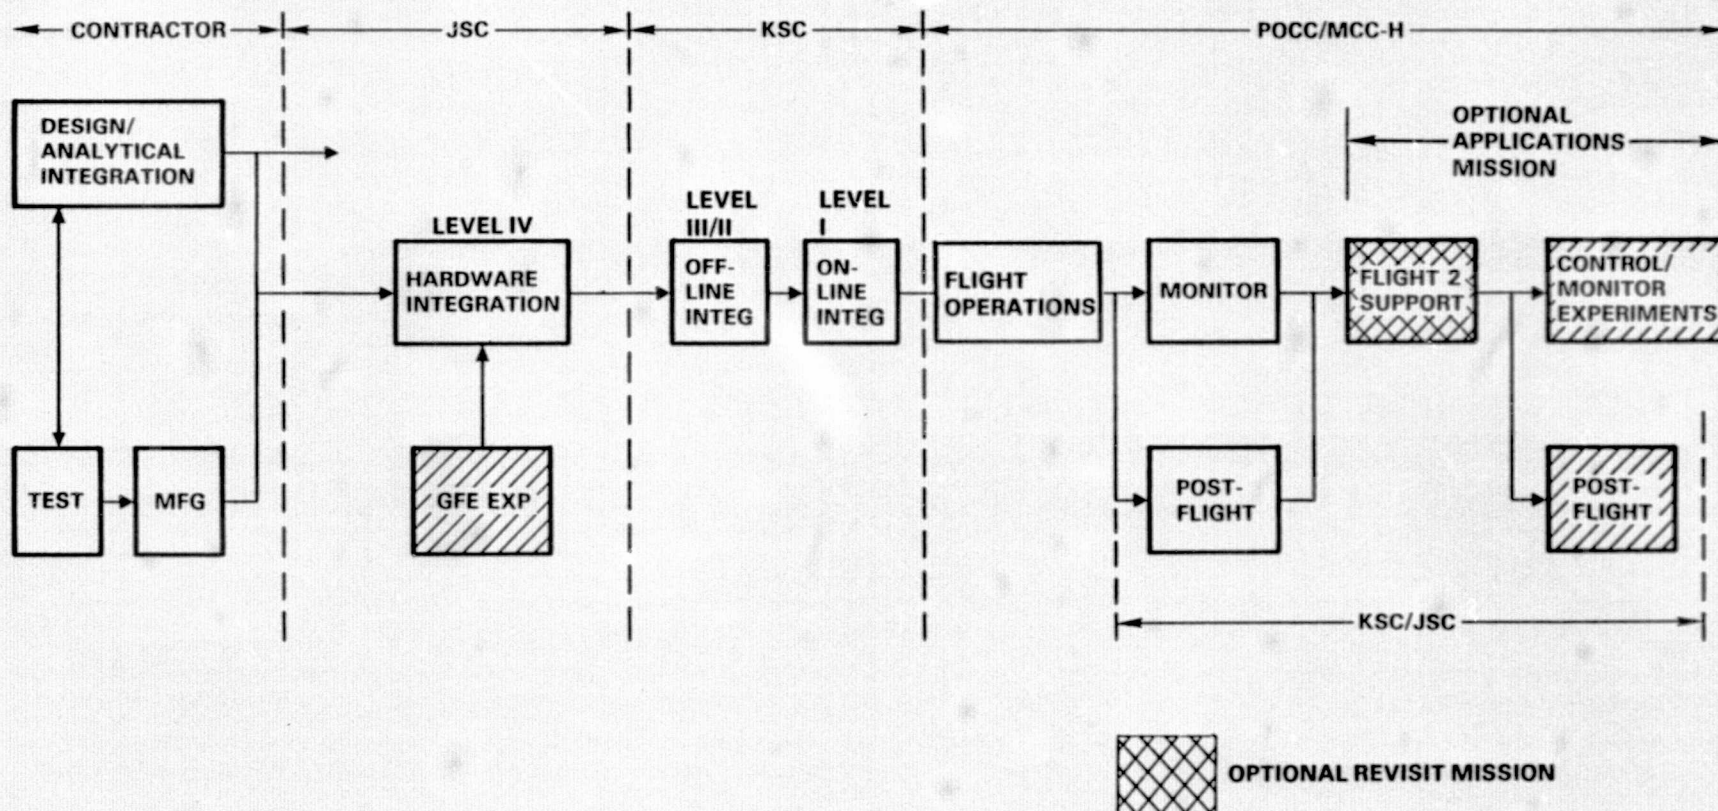 CONTRACTOR
JSC
KSC
POCC/MCC-H
DESIGN/
ANALYTICAL
INTEGRATION
OPTIONAL
APPLICATIONS
MISSION
LEVEL IV
LEVEL
III/II
LEVEL
I
HARDWARE
INTEGRATION
OFF-
LINE
INTEG
ON-
LINE
INTEG
FLIGHT
OPERATIONS
MONITOR
FLIGHT 2
SUPPORT
CONTROL/
MONITOR
EXPERIMENTS
TEST
MFG
GFE EXP
POST-
FLIGHT
POST-
FLIGHT
KSC/JSC
OPTIONAL REVISIT MISSION